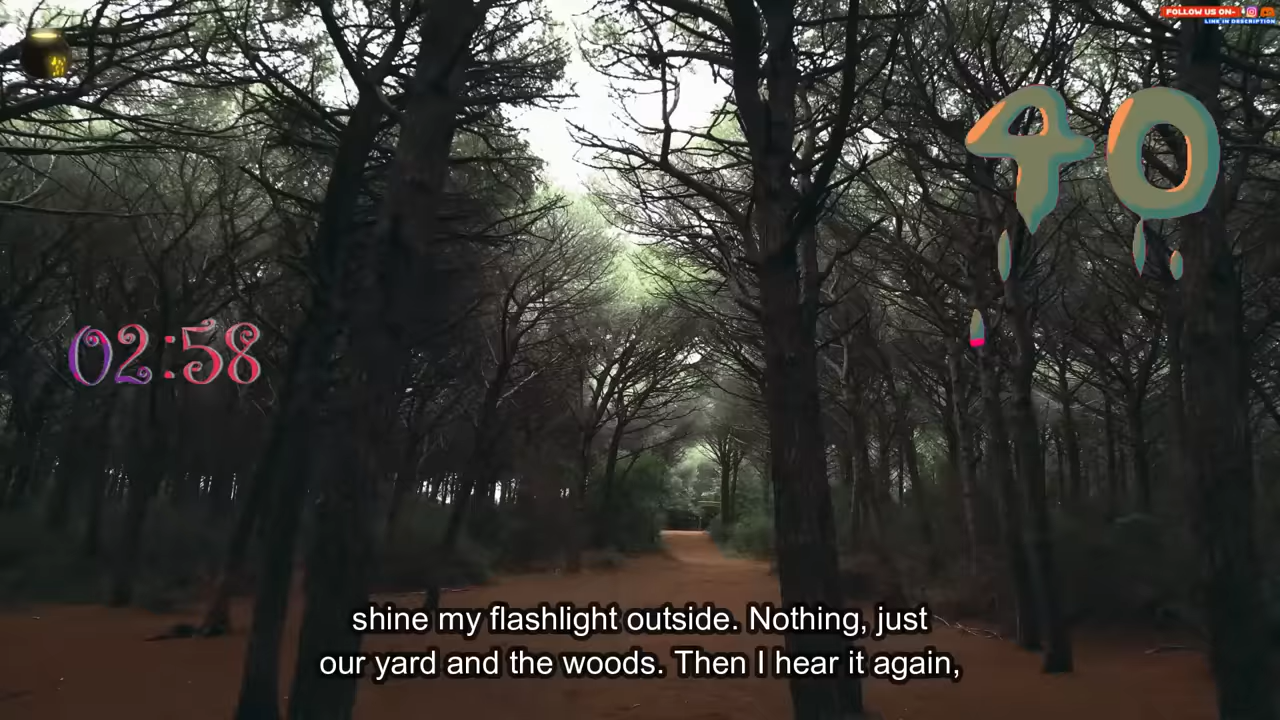 FOLLOW US ON-
LINK IN DESCRIPTION
40
02:58
shine my flashlight outside. Nothing, just
our yard and the woods. Then I hear it again,